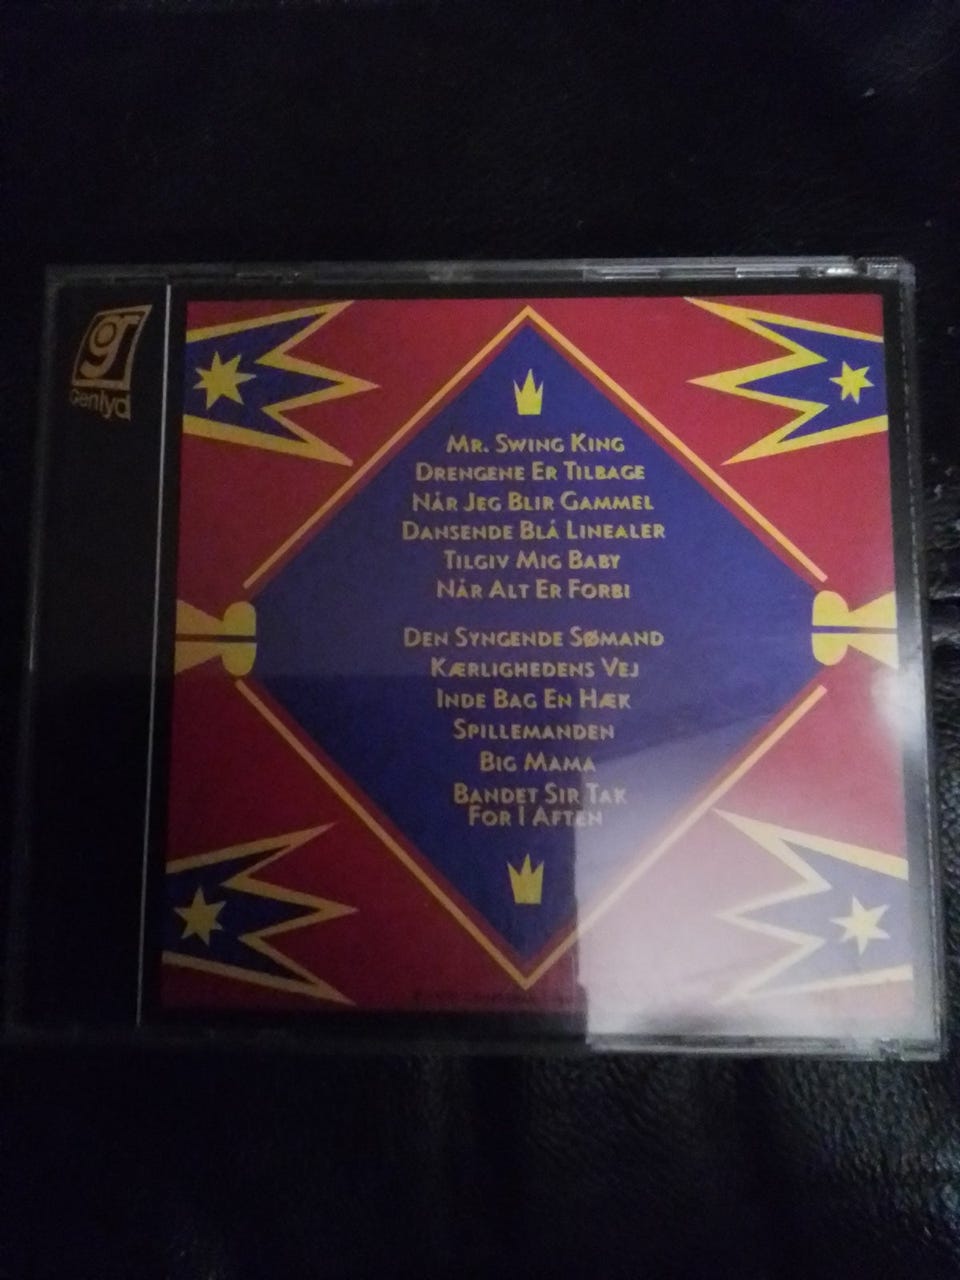 gr
Genlyd
MR. SWING KING
DRENGENE ER TILBAGE
NÅR JEG BLIR GAMMEL
DANSENDE BLÅ LINEALER
TILGIV MIG BABY
NÅR ALT ER FORBI
DEN SYNGENDE SØMAND
KÆRLIGHEDENS VEJ
INDE BAG EN HÆK
SPILLEMANDEN
BIG MAMA
BANDET SIR TAK
FOR I AFTEN